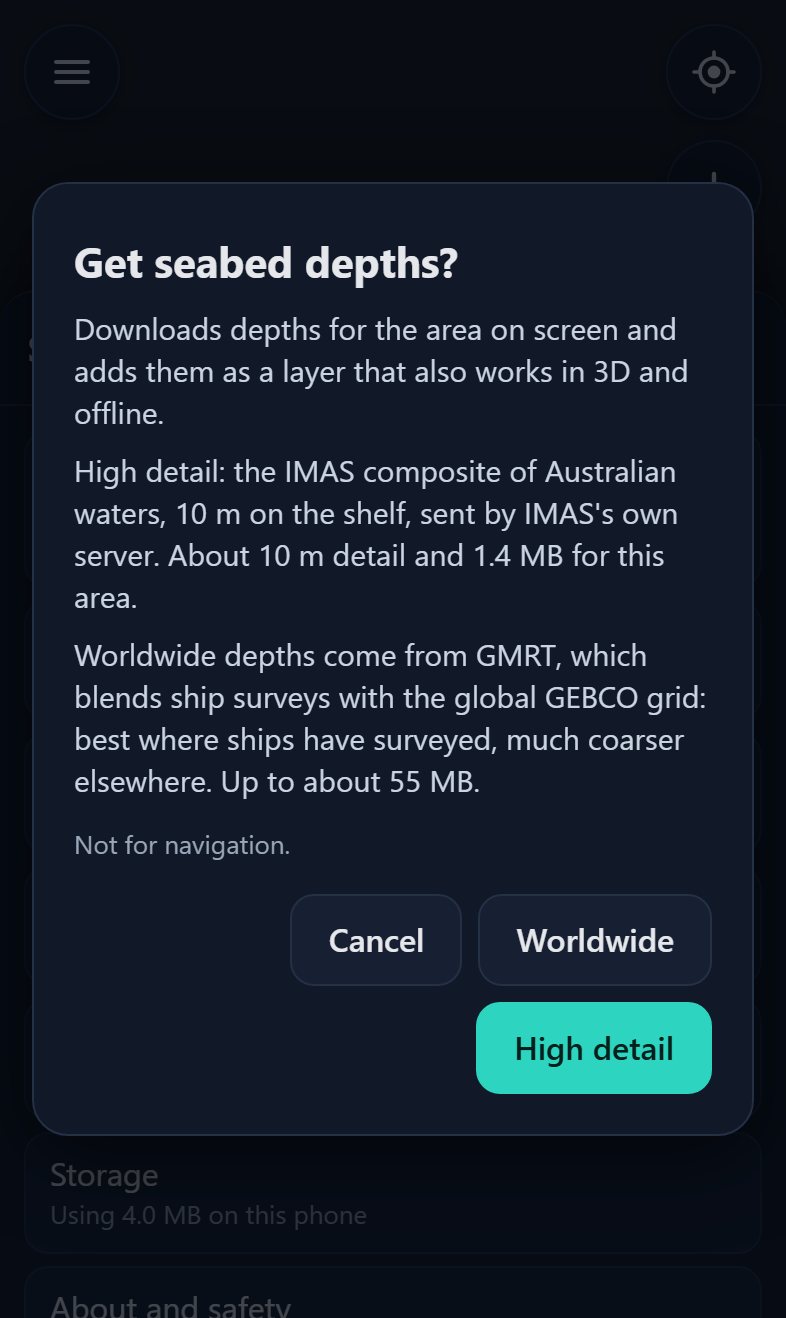 Get seabed depths?
Downloads depths for the area on screen and
adds them as a layer that also works in 3D and
offline.
High detail: the IMAS composite of Australian
waters, 10 m on the shelf, sent by IMAS's own
server. About 10 m detail and 1.4 MB for this
area.
Worldwide depths come from GMRT, which
blends ship surveys with the global GEBCO grid:
best where ships have surveyed, much coarser
elsewhere. Up to about 55 MB.
Not for navigation.
Cancel
Worldwide
High detail
Storage
Using 4.0 MB on this phone
About and safety